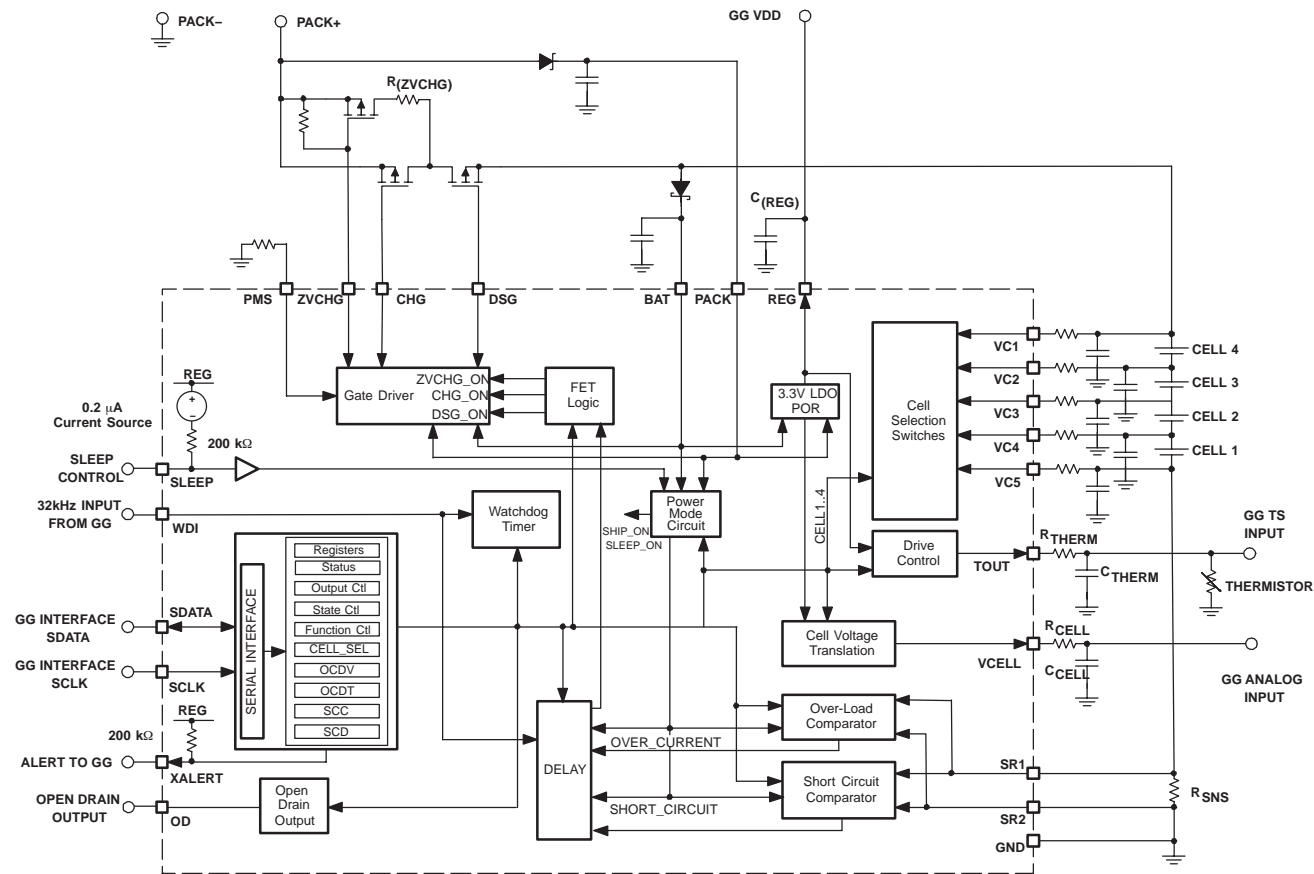 PACK–
PACK+
GG VDD
R(ZVCHG)
C(REG)
PMS
ZVCHG
CHG
DSG
BAT
PACK
REG
VC1
CELL 4
VC2
CELL 3
VC3
CELL 2
VC4
CELL 1
VC5
Gate Driver
ZVCHG_ON
CHG_ON
DSG_ON
FET
Logic
3.3V LDO
POR
Cell
Selection
Switches
REG
0.2 μA
Current Source
200 kΩ
SLEEP
CONTROL
SLEEP
32kHz INPUT
FROM GG
WDI
Watchdog
Timer
SHIP_ON
SLEEP_ON
Power
Mode
Circuit
CELL1..4
Drive
Control
TOUT
RTHERM
CTHERM
GG TS
INPUT
THERMISTOR
GG INTERFACE
SDATA
SDATA
GG INTERFACE
SCLK
SCLK
SERIAL INTERFACE
Registers
Status
Output Ctl
State Ctl
Function Ctl
CELL_SEL
OCDV
OCDT
SCC
SCD
Cell Voltage
Translation
VCELL
RCELL
CCELL
GG ANALOG
INPUT
REG
200 kΩ
ALERT TO GG
XALERT
OPEN DRAIN
OUTPUT
OD
Open
Drain
Output
DELAY
OVER_CURRENT
SHORT_CIRCUIT
Over-Load
Comparator
Short Circuit
Comparator
SR1
SR2
RSNS
GND